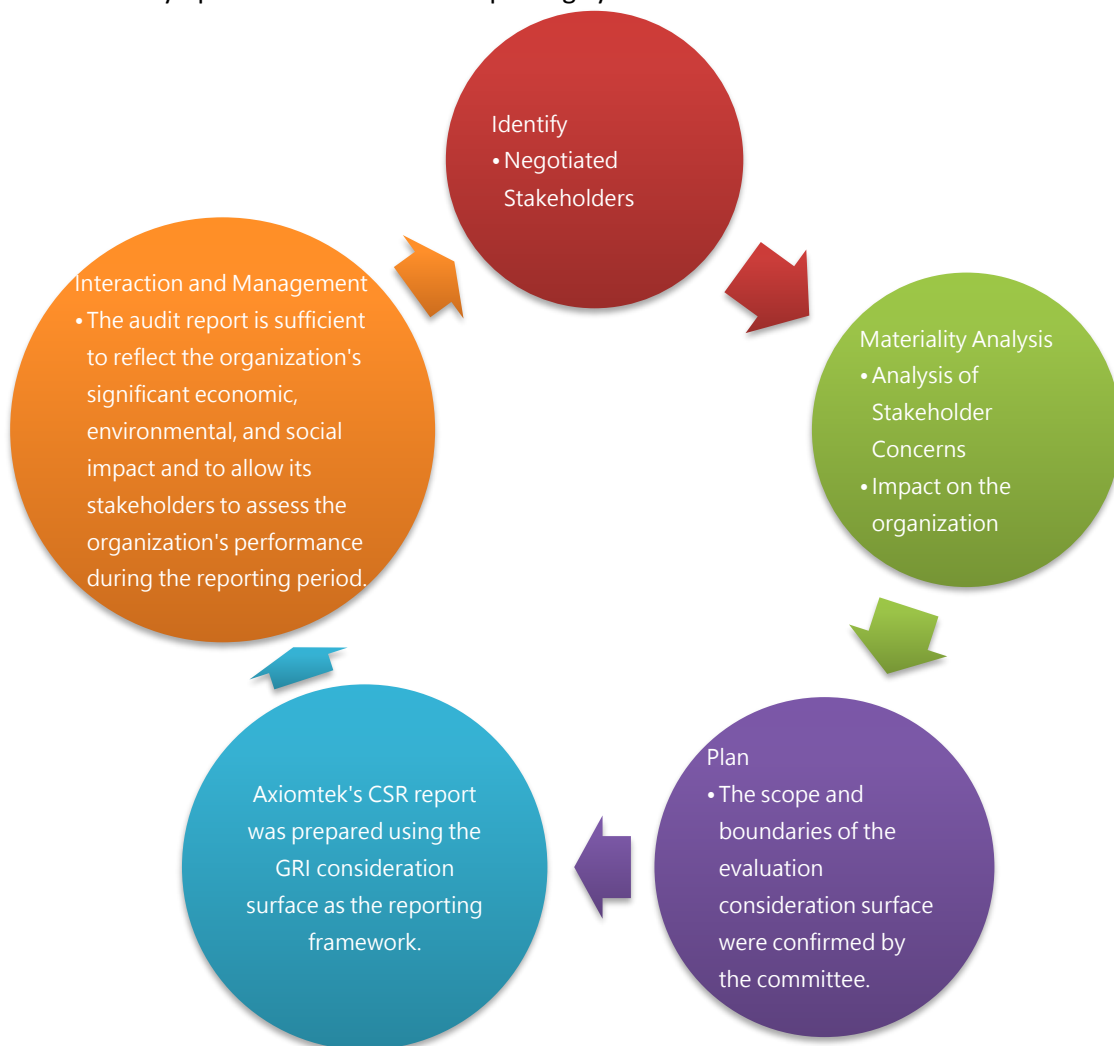 Identify
• Negotiated
Stakeholders
Materiality Analysis
• Analysis of
Stakeholder
Concerns
• Impact on the
organization
Plan
• The scope and
boundaries of the
evaluation
consideration surface
were confirmed by
the committee.
Axiomtek's CSR report
was prepared using the
GRI consideration
surface as the reporting
framework.
Interaction and Management
• The audit report is sufficient
to reflect the organization's
significant economic,
environmental, and social
impact and to allow its
stakeholders to assess the
organization's performance
during the reporting period.